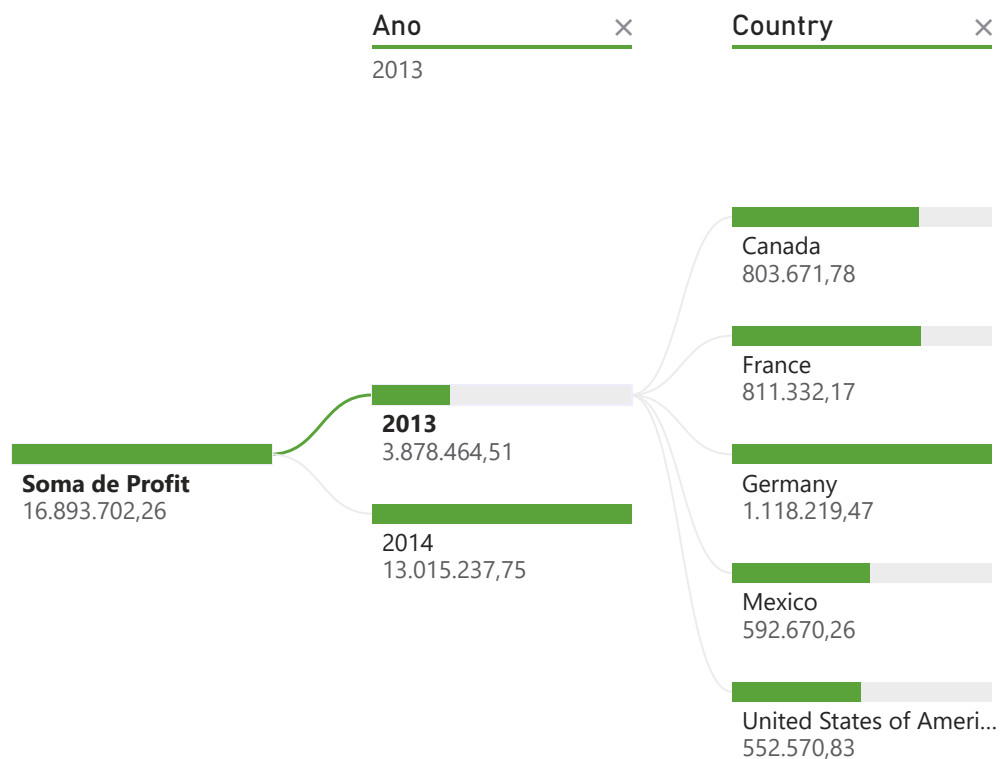 Ano
2013
Country
Canada
803.671,78
France
811.332,17
2013
3.878.464,51
Soma de Profit
16.893.702,26
Germany
1.118.219,47
2014
13.015.237,75
Mexico
592.670,26
United States of Ameri...
552.570,83